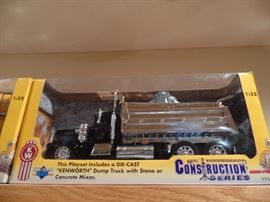 1:32
1:32
KW
This Playset Includes a DIE-CAST
"KENWORTH" Dump Truck with Stone or
Concrete Mixer.
CONSTRUCTION
SERIES